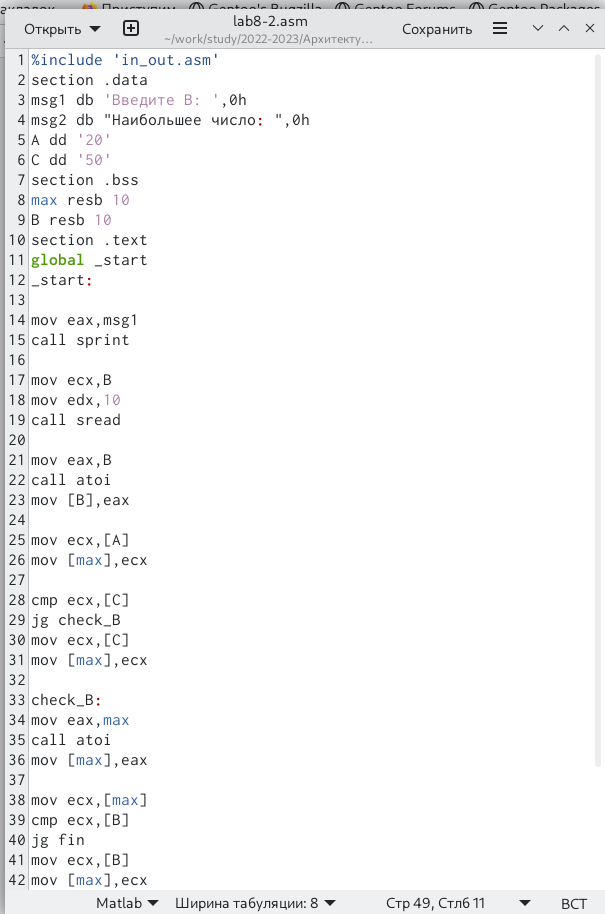 Приступим
Gentoo's Bugzilla
Gentoo Forums
Gentoo Packages
Открыть
lab8-2.asm
~/work/study/2022-2023/Архитекту...
Сохранить
1 %include 'in_out.asm'
2 section .data
3 msg1 db 'Введите B: ',0h
4 msg2 db "Наибольшее число: ",0h
5 A dd '20'
6 C dd '50'
7 section .bss
8 max resb 10
9 B resb 10
10 section .text
11 global _start
12 _start:
13
14 mov eax,msg1
15 call sprint
16
17 mov ecx,B
18 mov edx,10
19 call sread
20
21 mov eax,B
22 call atoi
23 mov [B],eax
24
25 mov ecx,[A]
26 mov [max],ecx
27
28 cmp ecx,[C]
29 jg check_B
30 mov ecx,[C]
31 mov [max],ecx
32
33 check_B:
34 mov eax,max
35 call atoi
36 mov [max],eax
37
38 mov ecx,[max]
39 cmp ecx,[B]
40 jg fin
41 mov ecx,[B]
42 mov [max],ecx
Matlab Ширина табуляции: 8 Стр 49, Стлб 11 ВСТ